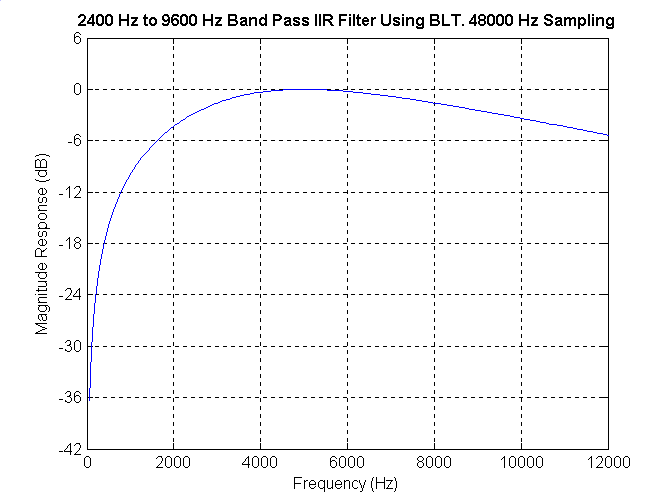 2400 Hz to 9600 Hz Band Pass IIR Filter Using BLT. 48000 Hz Sampling
6
0
-6
-12
-18
-24
-30
-36
-42
Magnitude Response (dB)
0 2000 4000 6000 8000 10000 12000
Frequency (Hz)